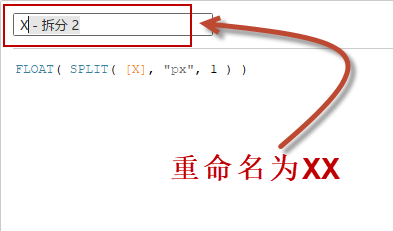 X - 拆分 2
FLOAT( SPLIT( [X], "px", 1 ) )
重命名为XX